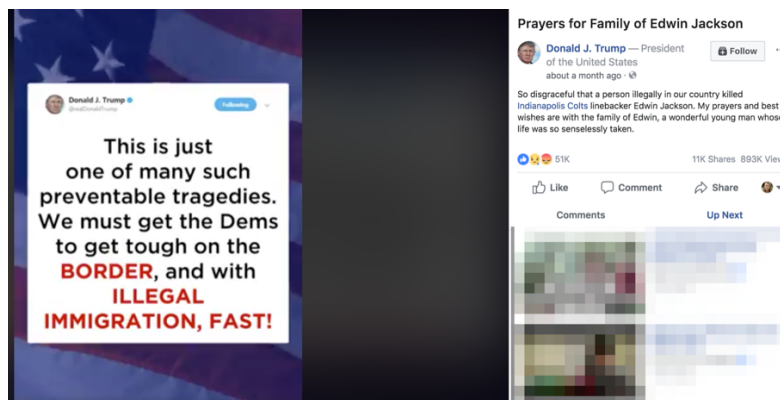 Donald J. Trump
@realDonaldTrump
Following
This is just
one of many such
preventable tragedies.
We must get the Dems
to get tough on the
BORDER, and with
ILLEGAL
IMMIGRATION, FAST!
Prayers for Family of Edwin Jackson
Donald J. Trump — President
of the United States
about a month ago ·
Follow
So disgraceful that a person illegally in our country killed
Indianapolis Colts linebacker Edwin Jackson. My prayers and best
wishes are with the family of Edwin, a wonderful young man whose
life was so senselessly taken.
51K
11K Shares 893K View
Like Comment Share
Comments Up Next